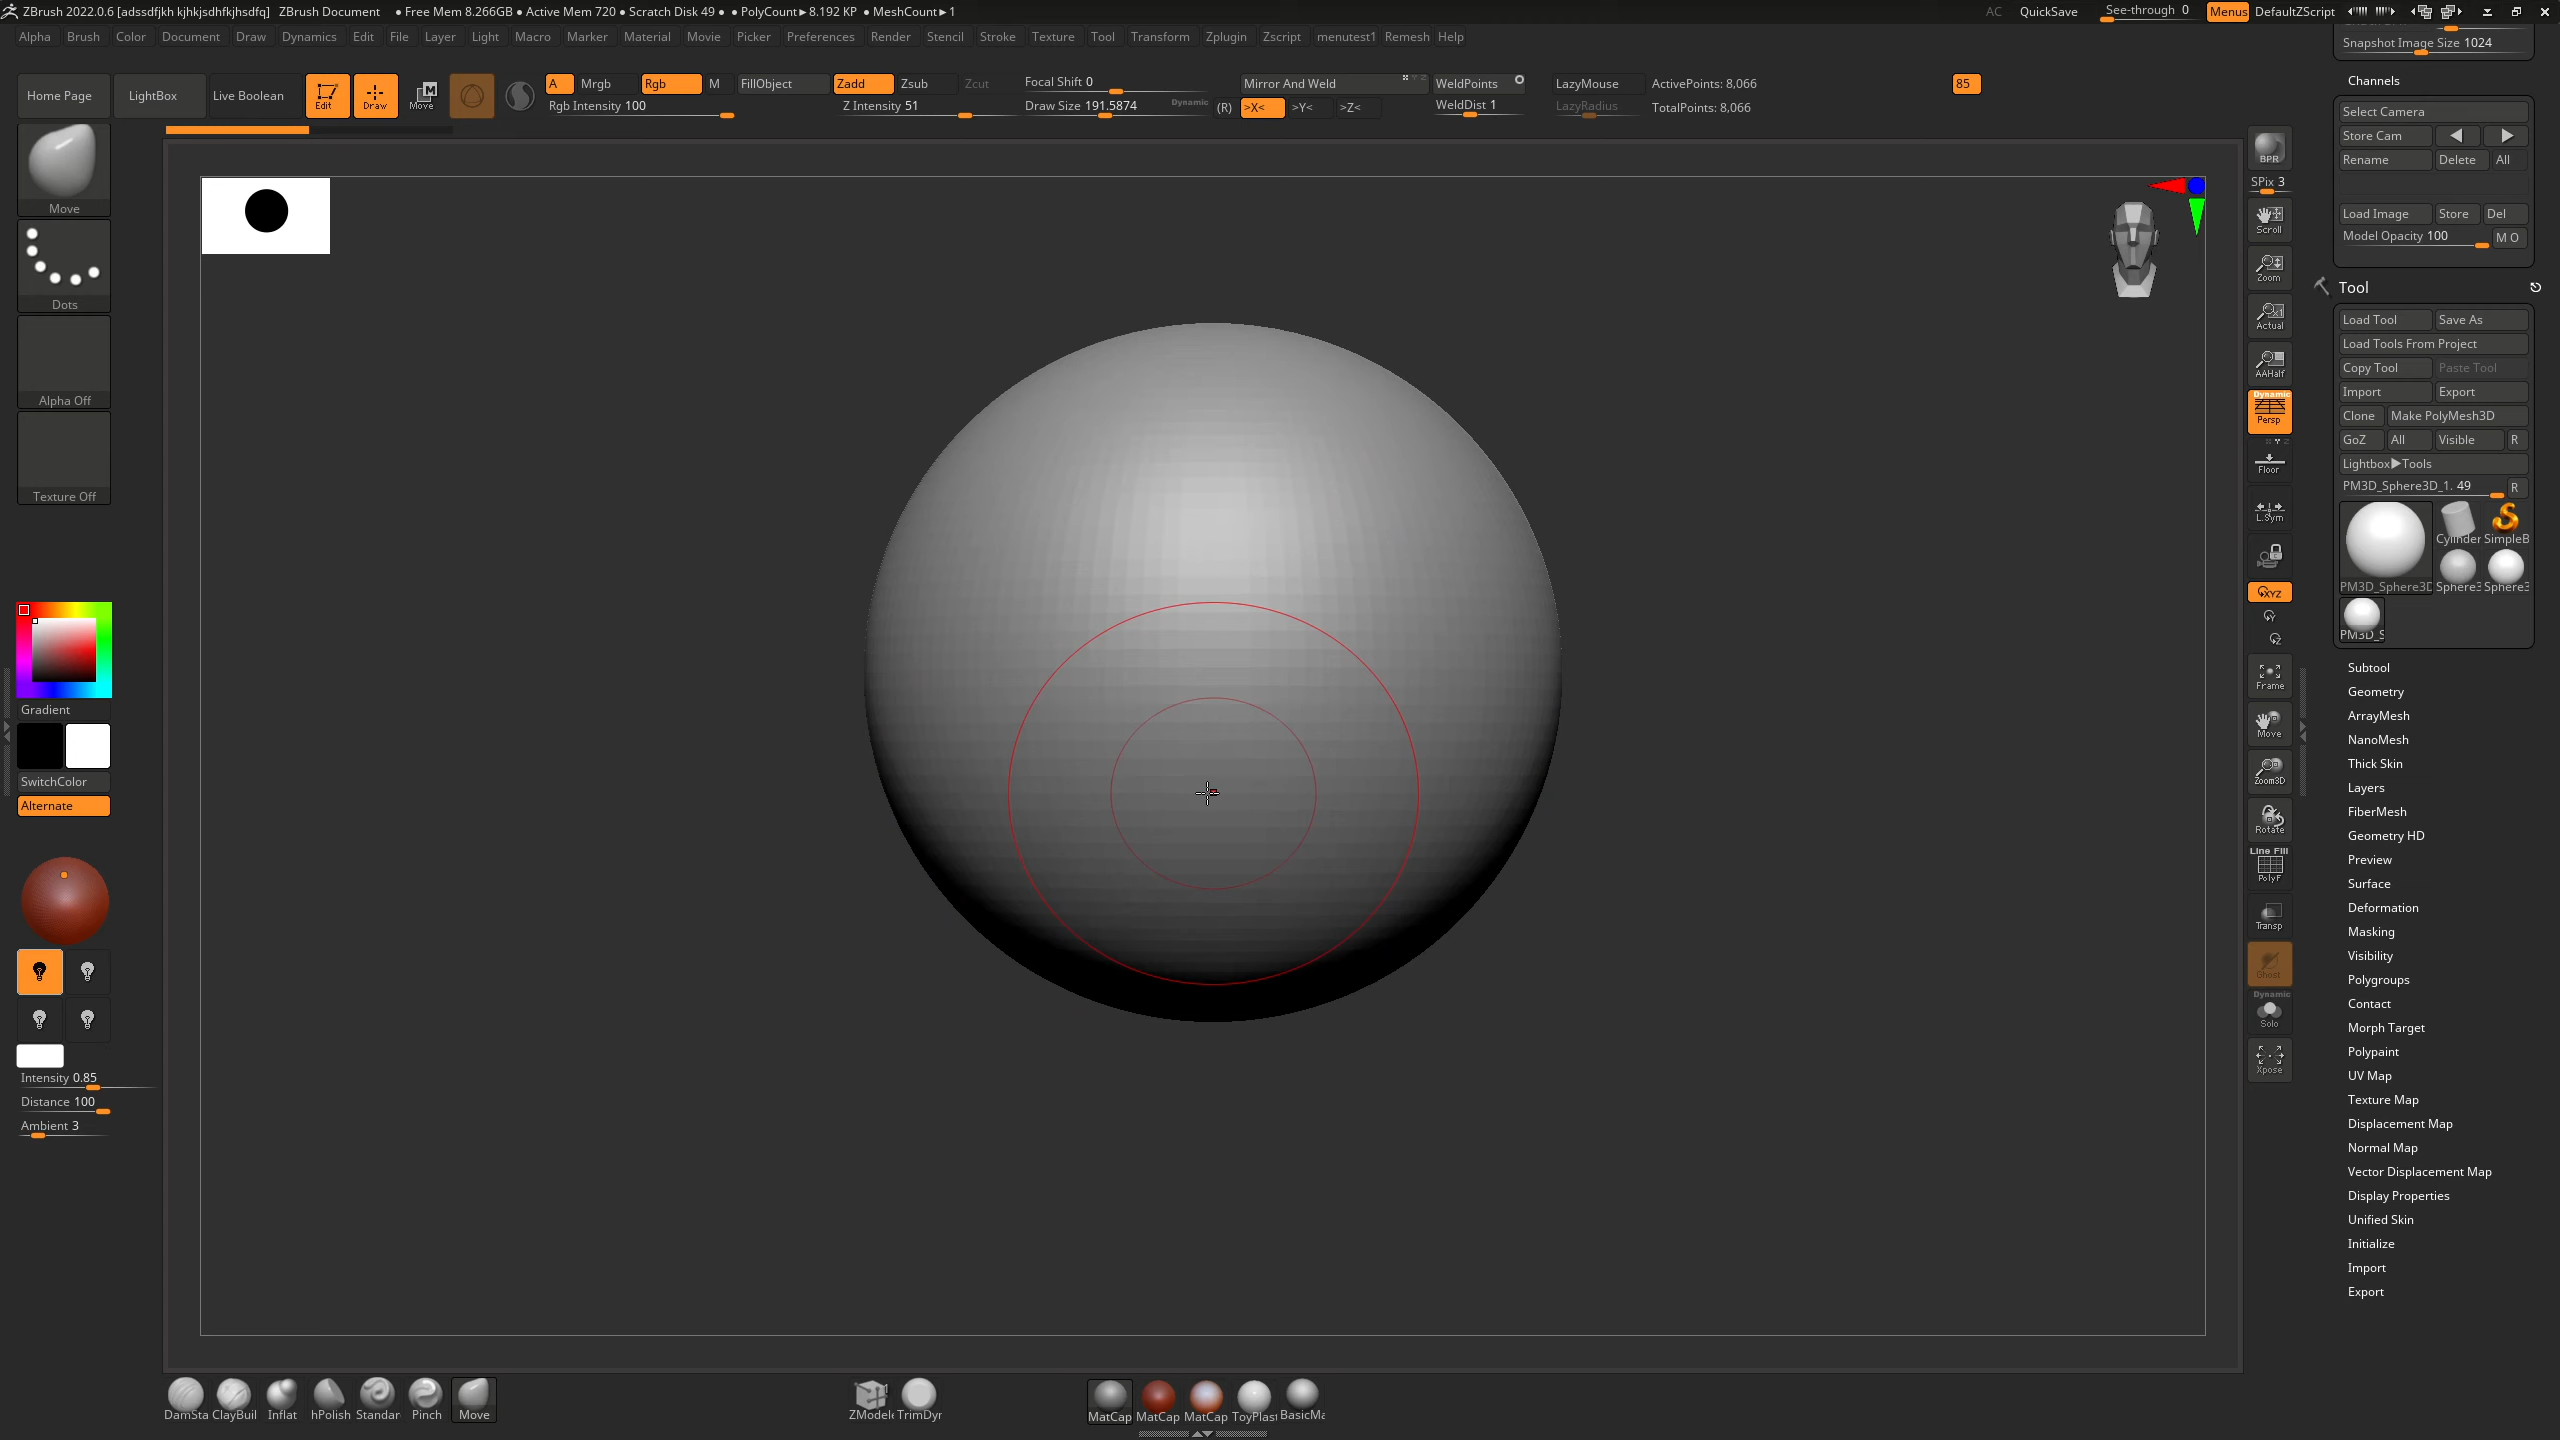 ZBrush 2022.0.6 [adssdfjkh kjhkjsdhfkjhsdfq] ZBrush Document • Free Mem 8.266GB • Active Mem 720 • Scratch Disk 49 • • PolyCount► 8.192 KP • MeshCount► 1 AC QuickSave See-through 0 Menus DefaultZScript
Alpha Brush Color Document Draw Dynamics Edit File Layer Light Macro Marker Material Movie Picker Preferences Render Stencil Stroke Texture Tool Transform Zplugin Zscript menutest1 Remesh Help
Home Page LightBox Live Boolean Edit Draw Move
A Mrgb Rgb M FillObject Zadd Zsub Zcut Focal Shift 0 Mirror And Weld WeldPoints LazyMouse ActivePoints: 8,066 85
Rgb Intensity 100 Z Intensity 51 Draw Size 191.5874 Dynamic (R) >X< >Y< >Z< WeldDist 1 LazyRadius TotalPoints: 8,066
Move
Dots
Alpha Off
Texture Off
Gradient
SwitchColor
Alternate
Intensity 0.85
Distance 100
Ambient 3
BPR
SPix 3
Scroll
Zoom
Actual
AAHalf
Dynamic
Persp
Floor
L.Sym
XYZ
Y
Z
Frame
Move
Zoom3D
Rotate
Line Fill
PolyF
Transp
Ghost
Dynamic
Solo
Xpose
Snapshot Image Size 1024
Channels
Select Camera
Store Cam
Rename Delete All
Load Image Store Del
Model Opacity 100 M O
Tool
Load Tool Save As
Load Tools From Project
Copy Tool Paste Tool
Import Export
Clone Make PolyMesh3D
GoZ All Visible R
Lightbox►Tools
PM3D_Sphere3D_1. 49 R
Cylinder SimpleB
PM3D_Sphere3D Sphere3 Sphere3
PM3D_S
Subtool
Geometry
ArrayMesh
NanoMesh
Thick Skin
Layers
FiberMesh
Geometry HD
Preview
Surface
Deformation
Masking
Visibility
Polygroups
Contact
Morph Target
Polypaint
UV Map
Texture Map
Displacement Map
Normal Map
Vector Displacement Map
Display Properties
Unified Skin
Initialize
Import
Export
DamSta ClayBuil Inflat hPolish Standar Pinch Move ZModele TrimDyn MatCap MatCap MatCap ToyPlast BasicMa